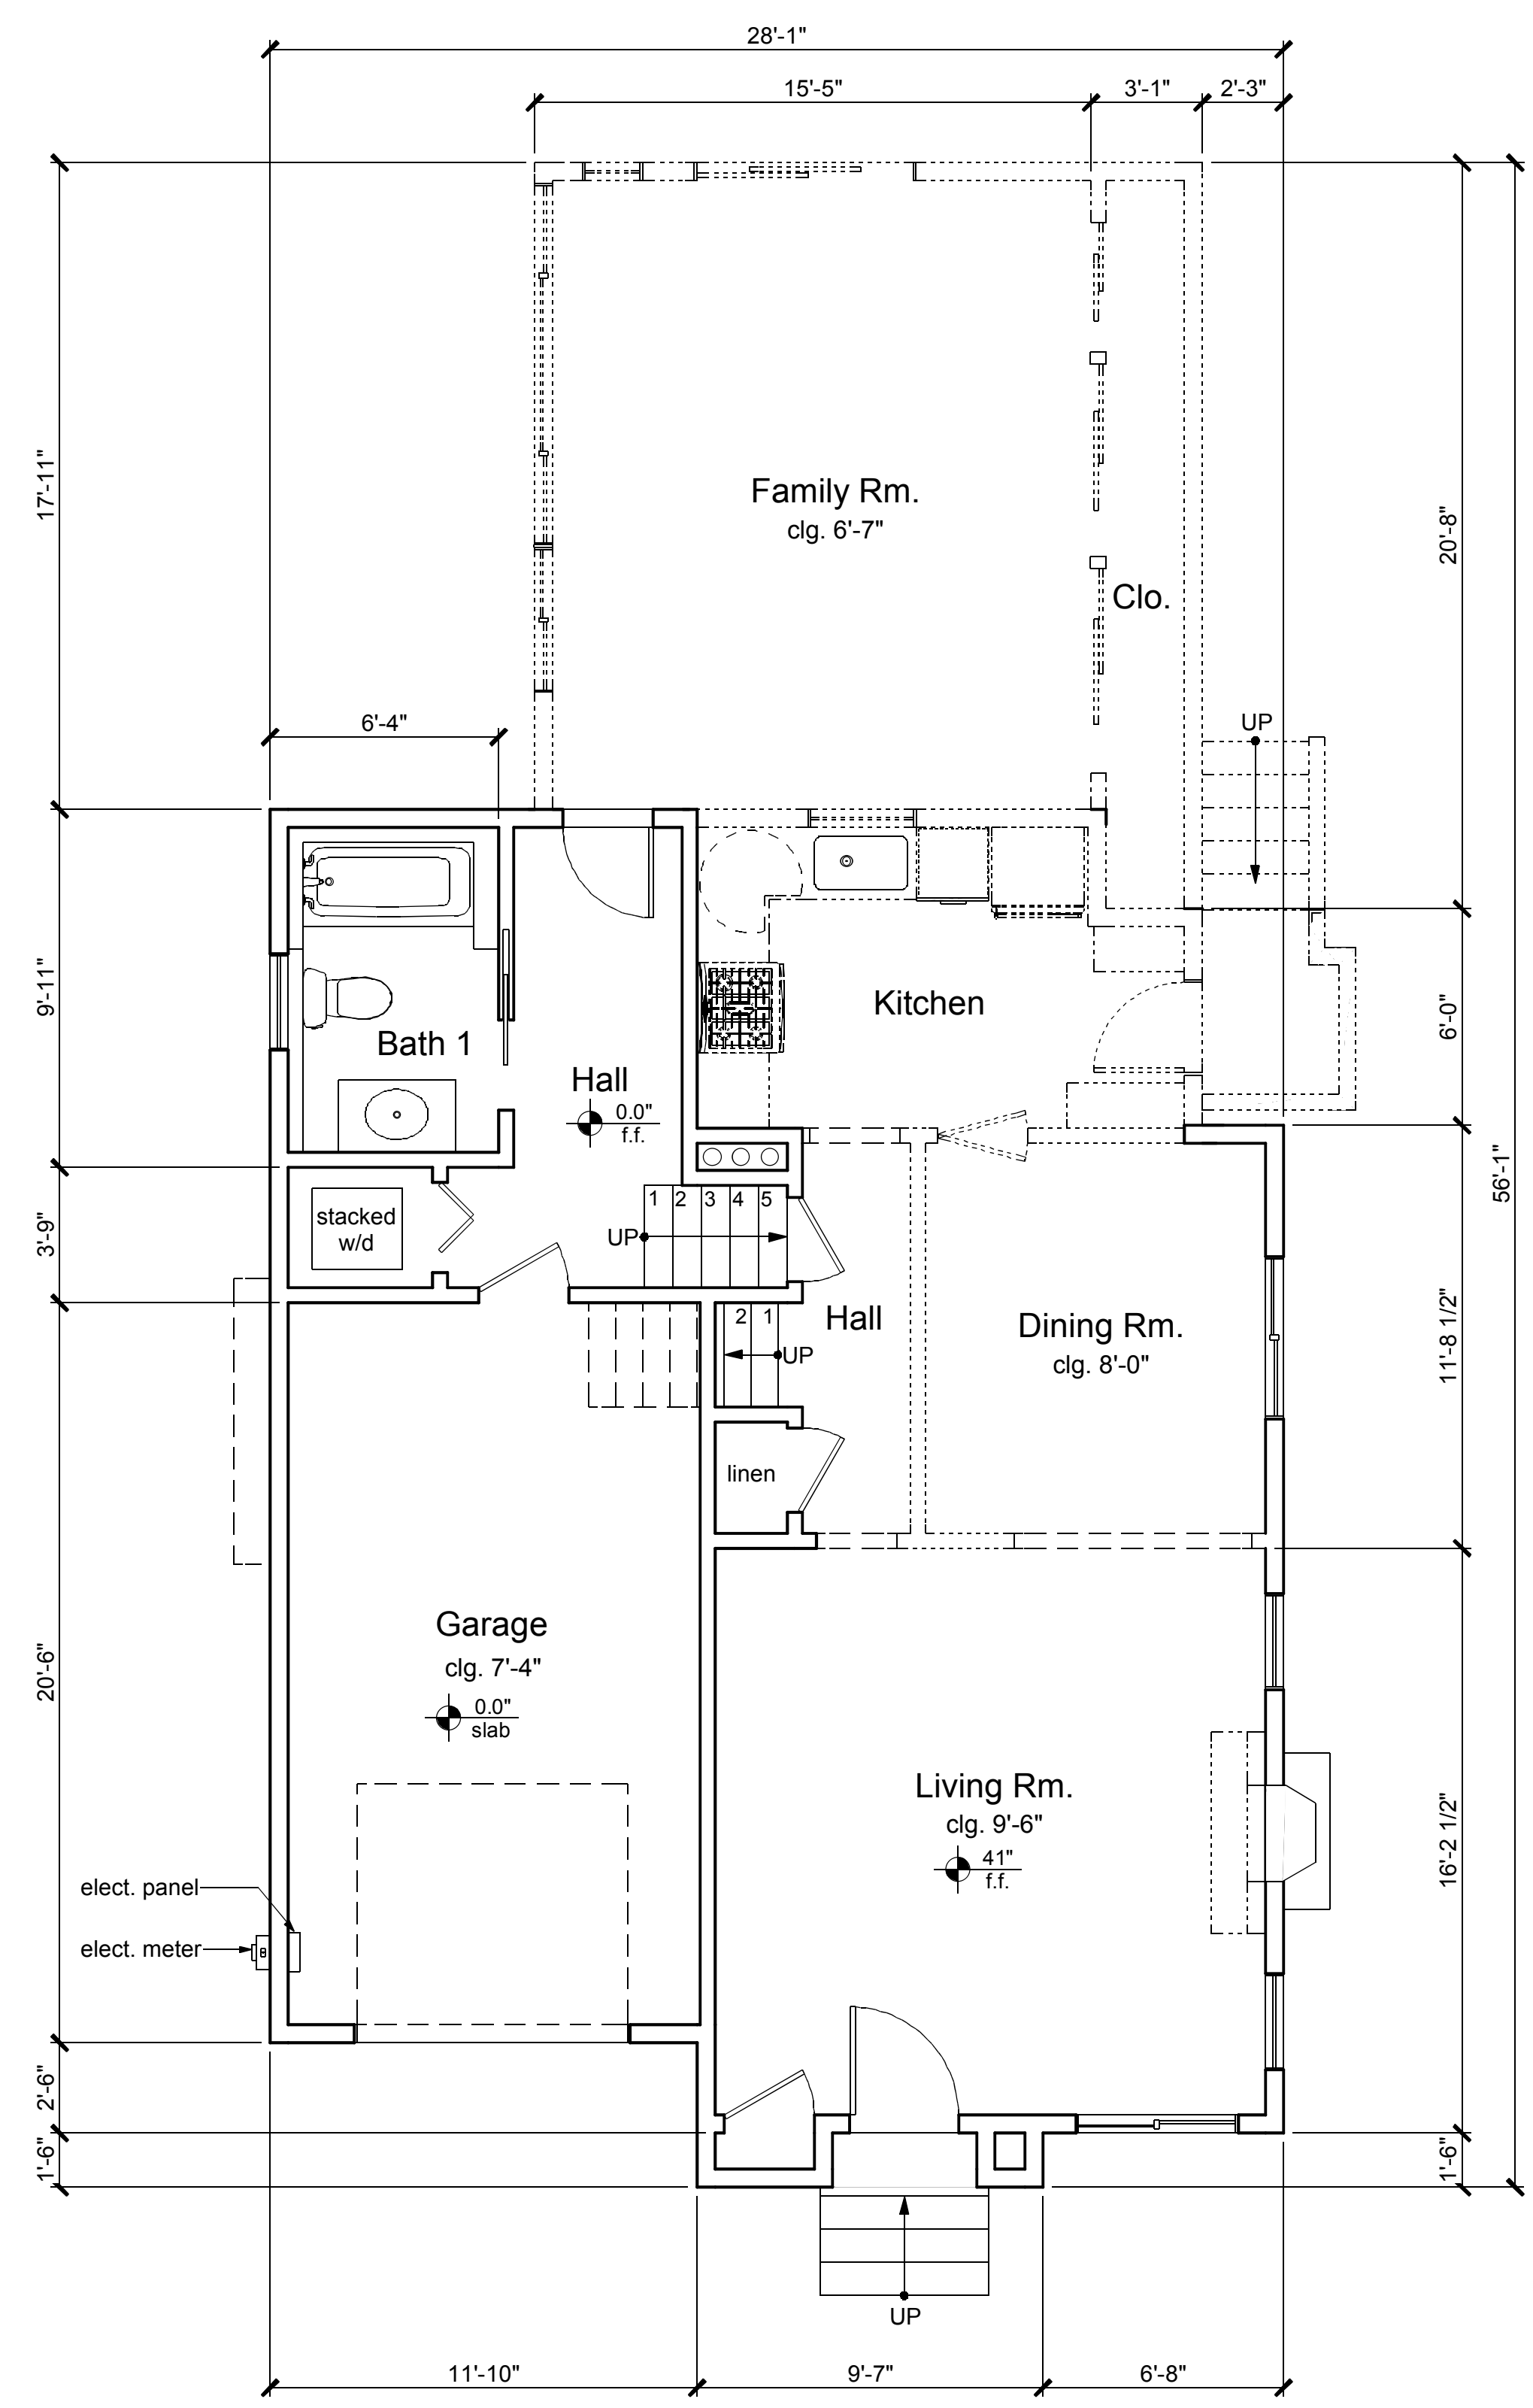 28'-1"
15'-5"
3'-1"
2'-3"
17'-11"
Family Rm.
clg. 6'-7"
20'-8"
Clo.
6'-4"
UP
9'-11"
Kitchen
6'-0"
Bath 1
Hall
0.0"
f.f.
56'-1"
3'-9"
stacked
w/d
1 2 3 4 5
UP
2 1
UP
Hall
Dining Rm.
clg. 8'-0"
11'-8 1/2"
linen
Garage
clg. 7'-4"
0.0"
slab
20'-6"
Living Rm.
clg. 9'-6"
41"
f.f.
16'-2 1/2"
elect. panel
elect. meter
2'-6"
1'-6"
1'-6"
UP
11'-10"
9'-7"
6'-8"